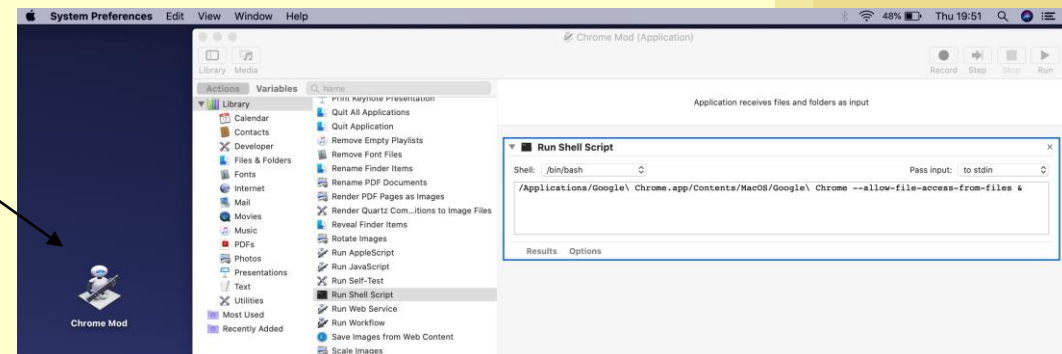 System Preferences Edit View Window Help 48% Thu 19:51
Chrome Mod (Application)
Library Media
Record Step Stop Run
Actions Variables Name
Library
Calendar
Contacts
Developer
Files & Folders
Fonts
Internet
Mail
Movies
Music
PDFs
Photos
Presentations
Text
Utilities
Most Used
Recently Added
Print Keynote Presentation
Quit All Applications
Quit Application
Remove Empty Playlists
Remove Font Files
Rename Finder Items
Rename PDF Documents
Render PDF Pages as Images
Render Quartz Com...itions to Image Files
Reveal Finder Items
Rotate Images
Run AppleScript
Run JavaScript
Run Self-Test
Run Shell Script
Run Web Service
Run Workflow
Save Images from Web Content
Scale Images
Application receives files and folders as input
Run Shell Script
Shell: /bin/bash Pass input: to stdin
/Applications/Google\ Chrome.app/Contents/MacOS/Google\ Chrome --allow-file-access-from-files &
Results Options
Chrome Mod